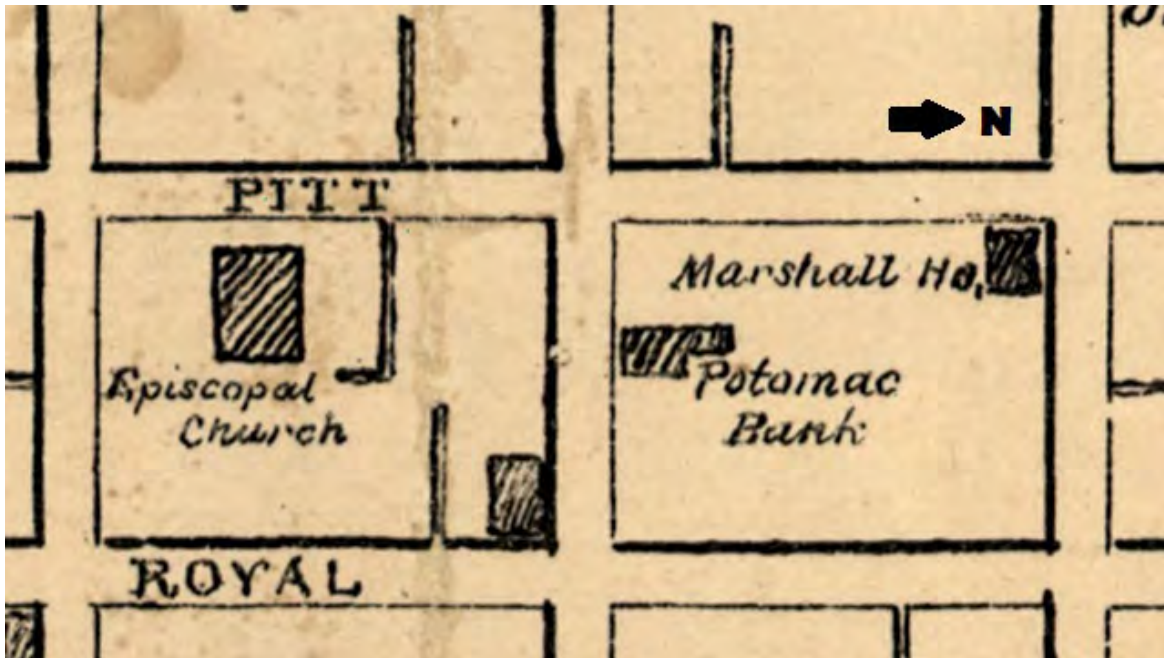 N
PITT
Marshall Ho.
Potomac
Bank
Episcopal
Church
ROYAL